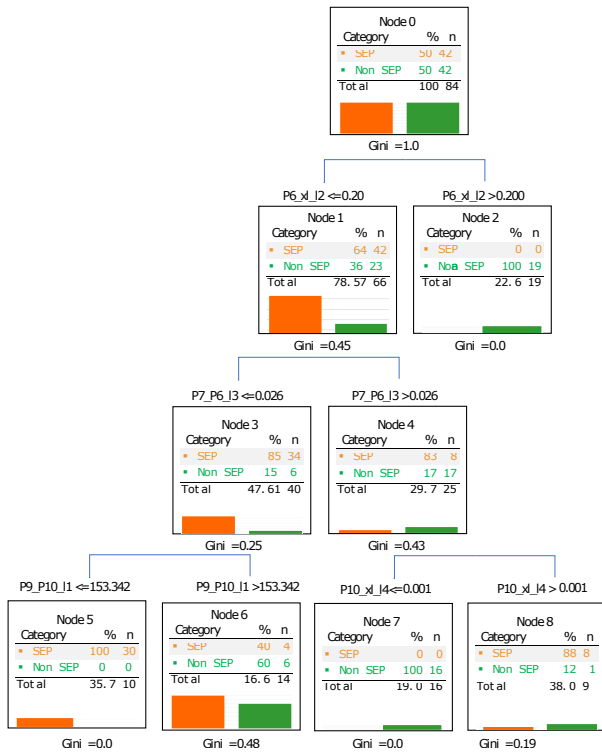 Node 0
Category % n
SEP 50 42
Non SEP 50 42
Total 100 84
Gini =1.0
P6_xl_l2 <=0.20
P6_xl_l2 >0.200
Node 1
Category % n
SEP 64 42
Non SEP 36 23
Total 78.57 66
Gini =0.45
Node 2
Category % n
SEP 0 0
Non SEP 100 19
Total 22.6 19
Gini =0.0
P7_P6_l3 <=0.026
P7_P6_l3 >0.026
Node 3
Category % n
SEP 85 34
Non SEP 15 6
Total 47.61 40
Gini =0.25
Node 4
Category % n
SEP 83 8
Non SEP 17 17
Total 29.7 25
Gini =0.43
P9_P10_l1 <=153.342
P9_P10_l1 >153.342
P10_xl_l4<=0.001
P10_xl_l4 > 0.001
Node 5
Category % n
SEP 100 30
Non SEP 0 0
Total 35.7 10
Gini =0.0
Node 6
Category % n
SEP 40 4
Non SEP 60 6
Total 16.6 14
Gini =0.48
Node 7
Category % n
SEP 0 0
Non SEP 100 16
Total 19.0 16
Gini =0.0
Node 8
Category % n
SEP 88 8
Non SEP 12 1
Total 38.0 9
Gini =0.19